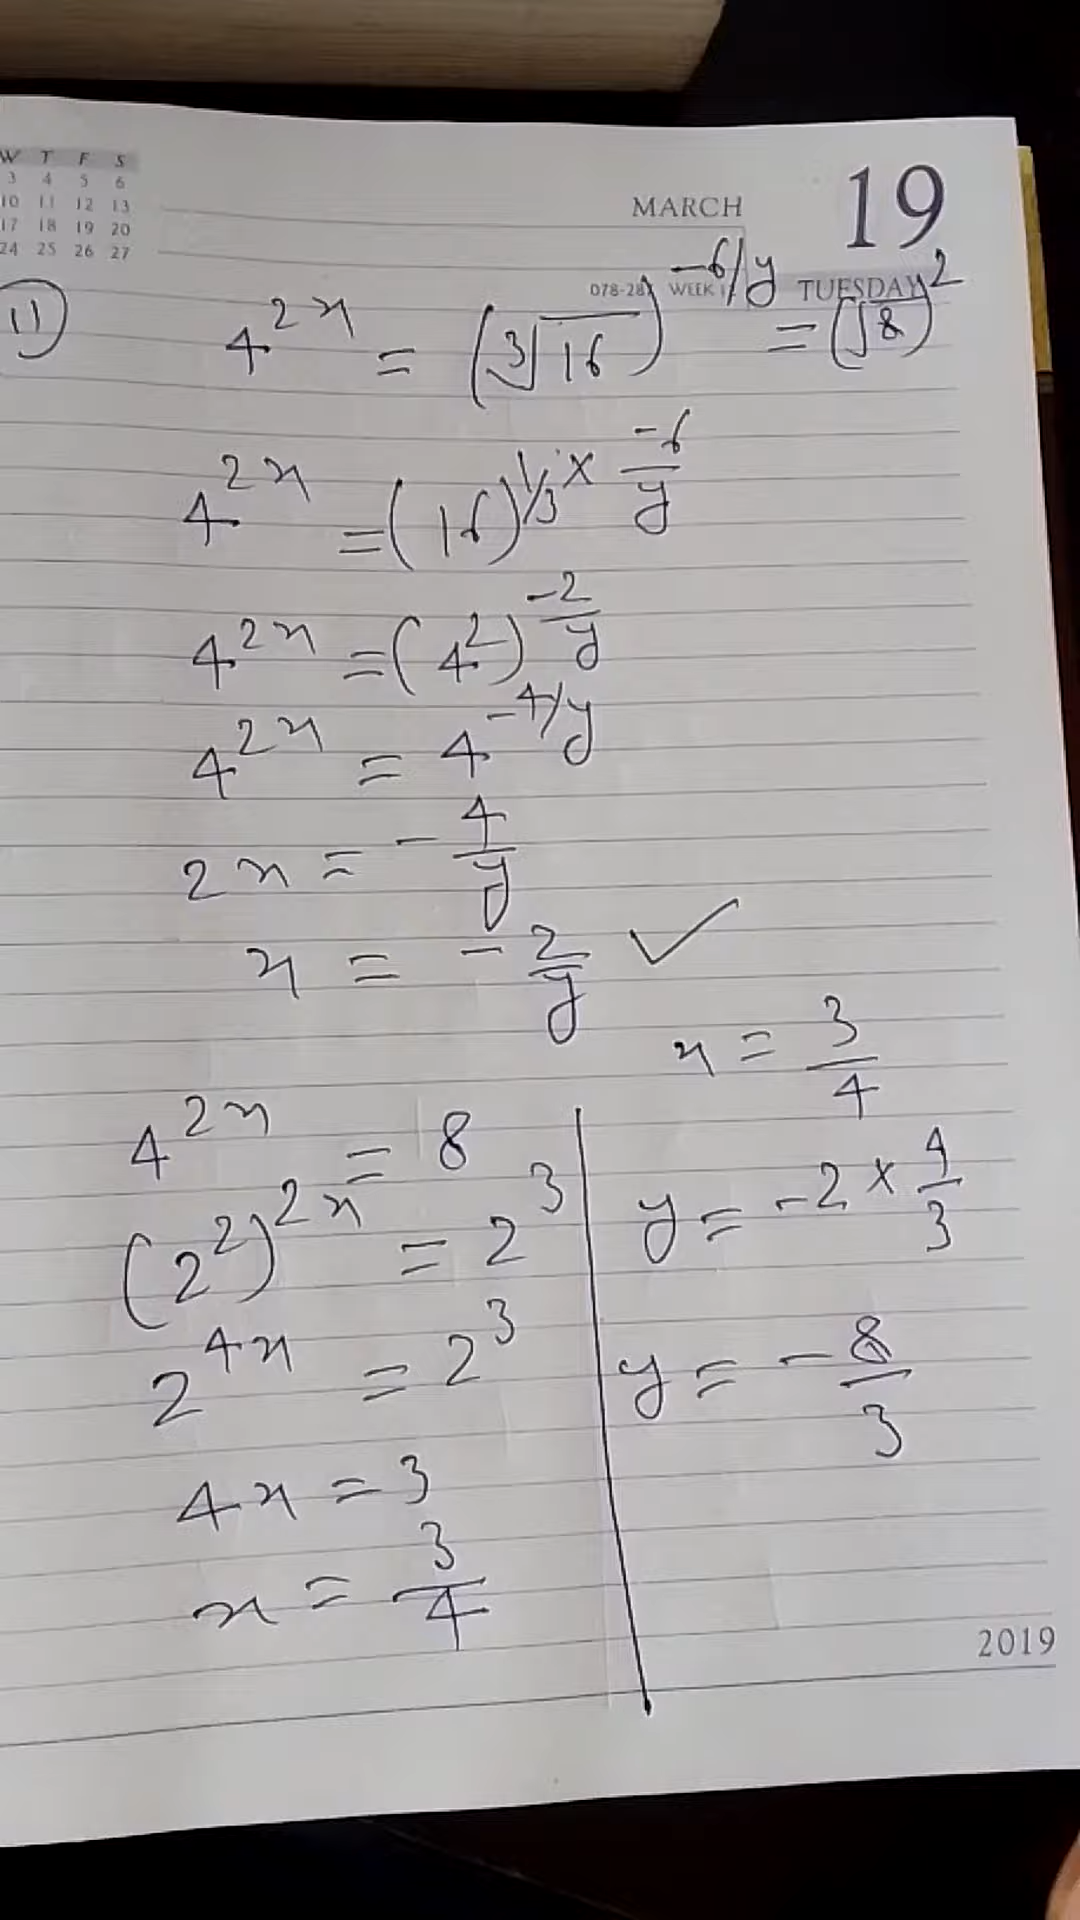 W T F S
3 4 5 6
10 11 12 13
17 18 19 20
24 25 26 27
MARCH 19
078-287 WEEK 12 TUESDAY
11) 4^{2x} = (∛16)^{-6/y} = (√8)^2
4^{2x} = (16)^{1/3 × -6/y}
4^{2x} = (4^2)^{-2/y}
4^{2x} = 4^{-4/y}
2x = -4/y
x = -2/y ✓
4^{2x} = 8
(2^2)^{2x} = 2^3
2^{4x} = 2^3
4x = 3
x = 3/4
x = 3/4
y = -2 × 4/3
y = -8/3
2019